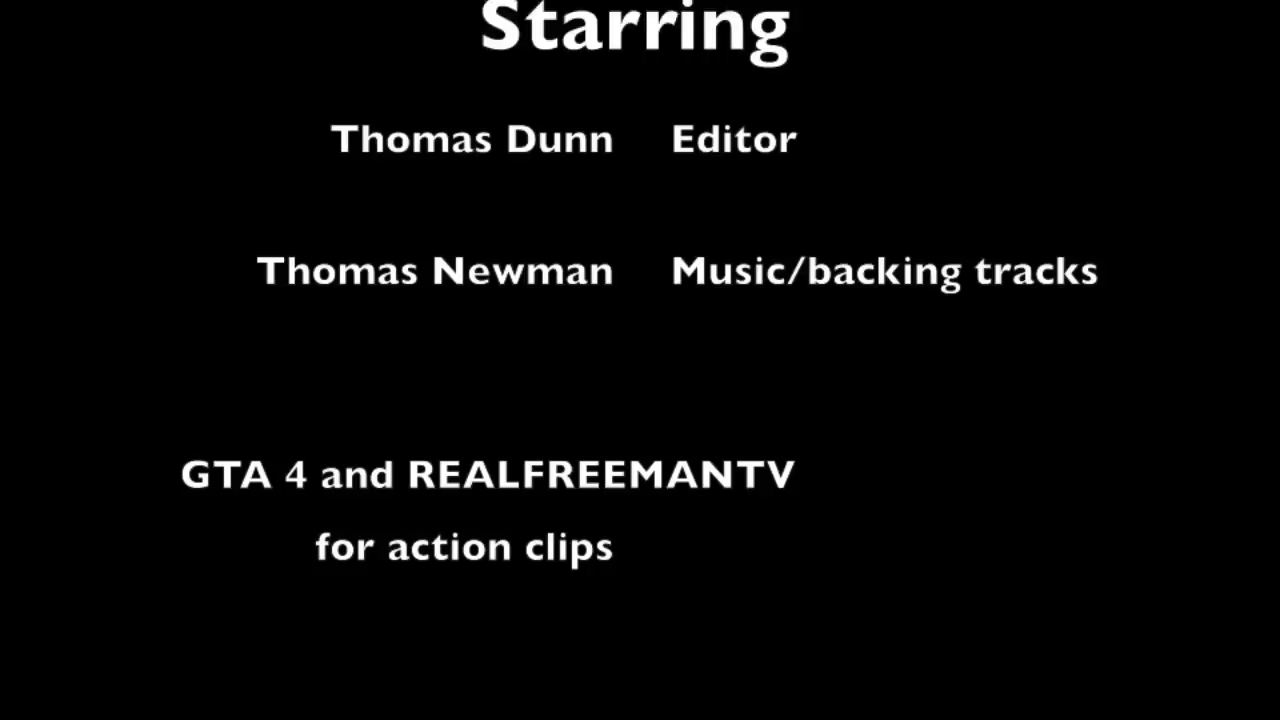 Starring
Thomas Dunn Editor
Thomas Newman Music/backing tracks
GTA 4 and REALFREEMANTV
for action clips